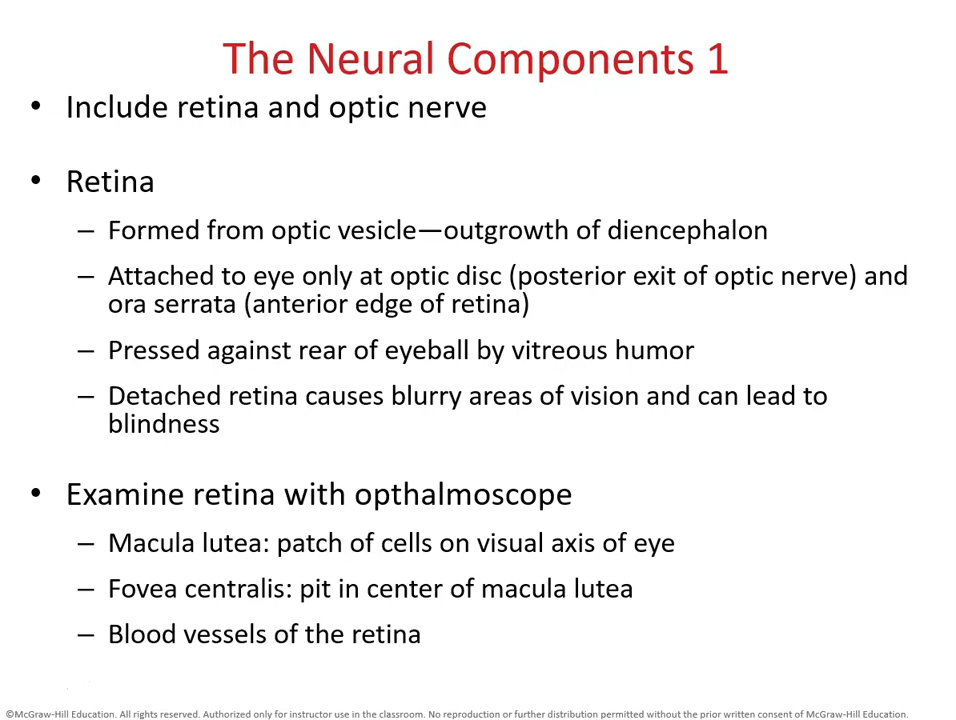 The Neural Components 1
• Include retina and optic nerve
• Retina
– Formed from optic vesicle—outgrowth of diencephalon
– Attached to eye only at optic disc (posterior exit of optic nerve) and
ora serrata (anterior edge of retina)
– Pressed against rear of eyeball by vitreous humor
– Detached retina causes blurry areas of vision and can lead to
blindness
• Examine retina with opthalmoscope
– Macula lutea: patch of cells on visual axis of eye
– Fovea centralis: pit in center of macula lutea
– Blood vessels of the retina
©McGraw-Hill Education. All rights reserved. Authorized only for instructor use in the classroom. No reproduction or further distribution permitted without the prior written consent of McGraw-Hill Education.